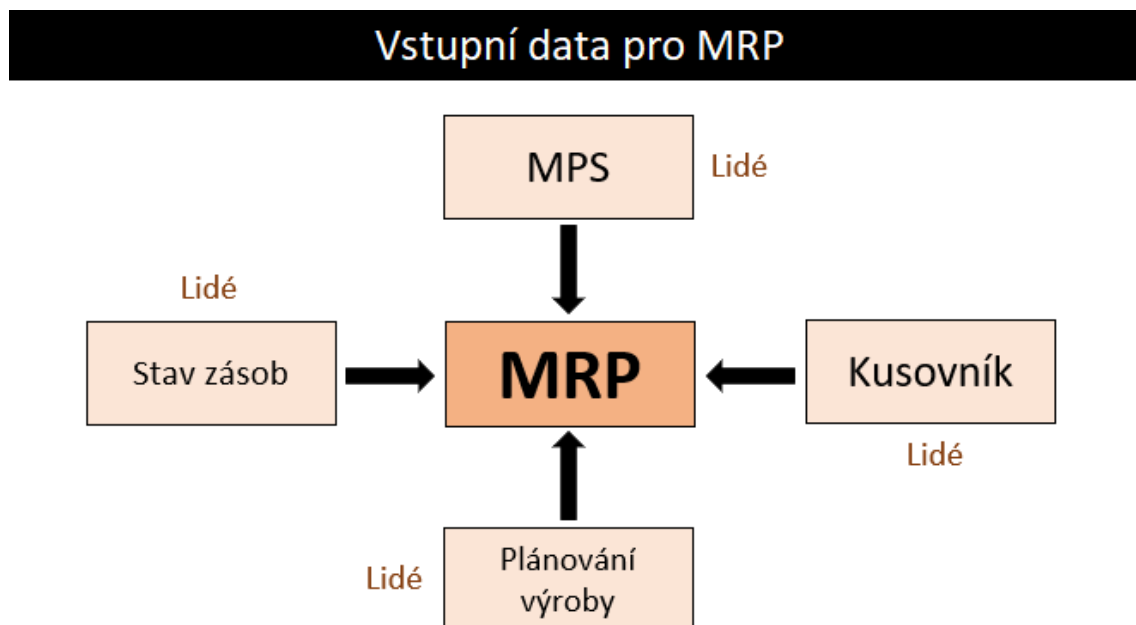 Vstupní data pro MRP
MPS
Lidé
Lidé
Stav zásob
MRP
Kusovník
Lidé
Lidé
Plánování
výroby